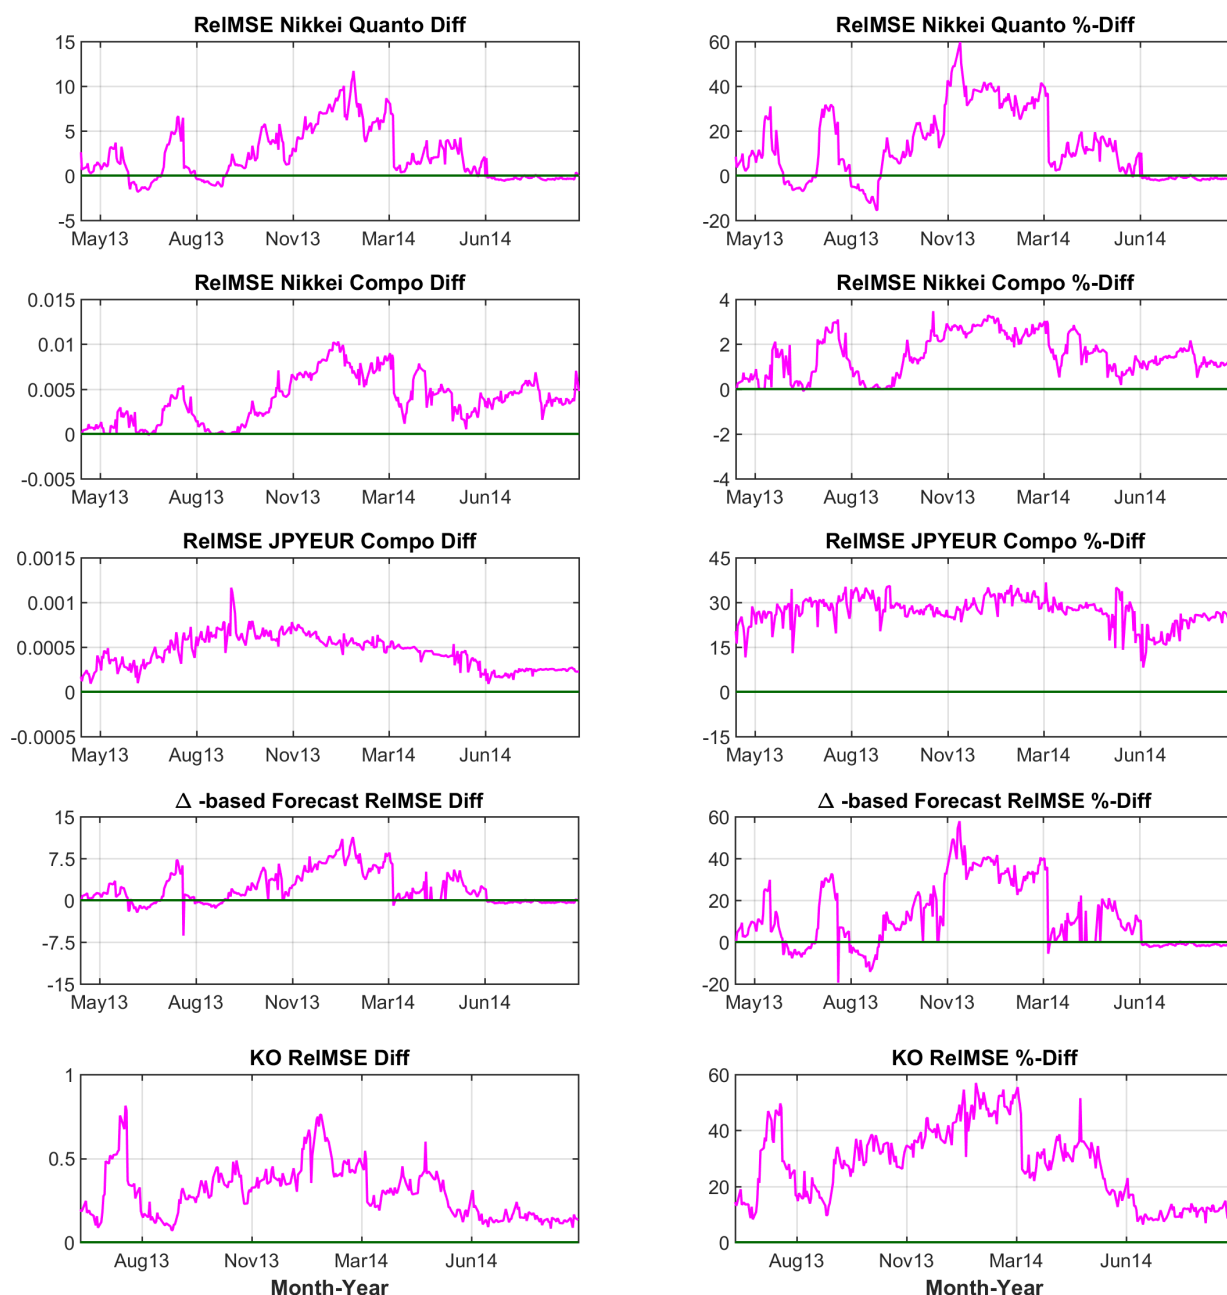 RelMSE Nikkei Quanto Diff
15
10
5
0
-5
May13 Aug13 Nov13 Mar14 Jun14
RelMSE Nikkei Quanto %-Diff
60
40
20
0
-20
May13 Aug13 Nov13 Mar14 Jun14
RelMSE Nikkei Compo Diff
0.015
0.01
0.005
0
-0.005
May13 Aug13 Nov13 Mar14 Jun14
RelMSE Nikkei Compo %-Diff
4
2
0
-2
-4
May13 Aug13 Nov13 Mar14 Jun14
RelMSE JPYEUR Compo Diff
0.0015
0.001
0.0005
0
-0.0005
May13 Aug13 Nov13 Mar14 Jun14
RelMSE JPYEUR Compo %-Diff
45
30
15
0
-15
May13 Aug13 Nov13 Mar14 Jun14
Δ -based Forecast RelMSE Diff
15
7.5
0
-7.5
-15
May13 Aug13 Nov13 Mar14 Jun14
Δ -based Forecast RelMSE %-Diff
60
40
20
0
-20
May13 Aug13 Nov13 Mar14 Jun14
KO RelMSE Diff
1
0.5
0
Aug13 Nov13 Mar14 Jun14
Month-Year
KO RelMSE %-Diff
60
40
20
0
Aug13 Nov13 Mar14 Jun14
Month-Year